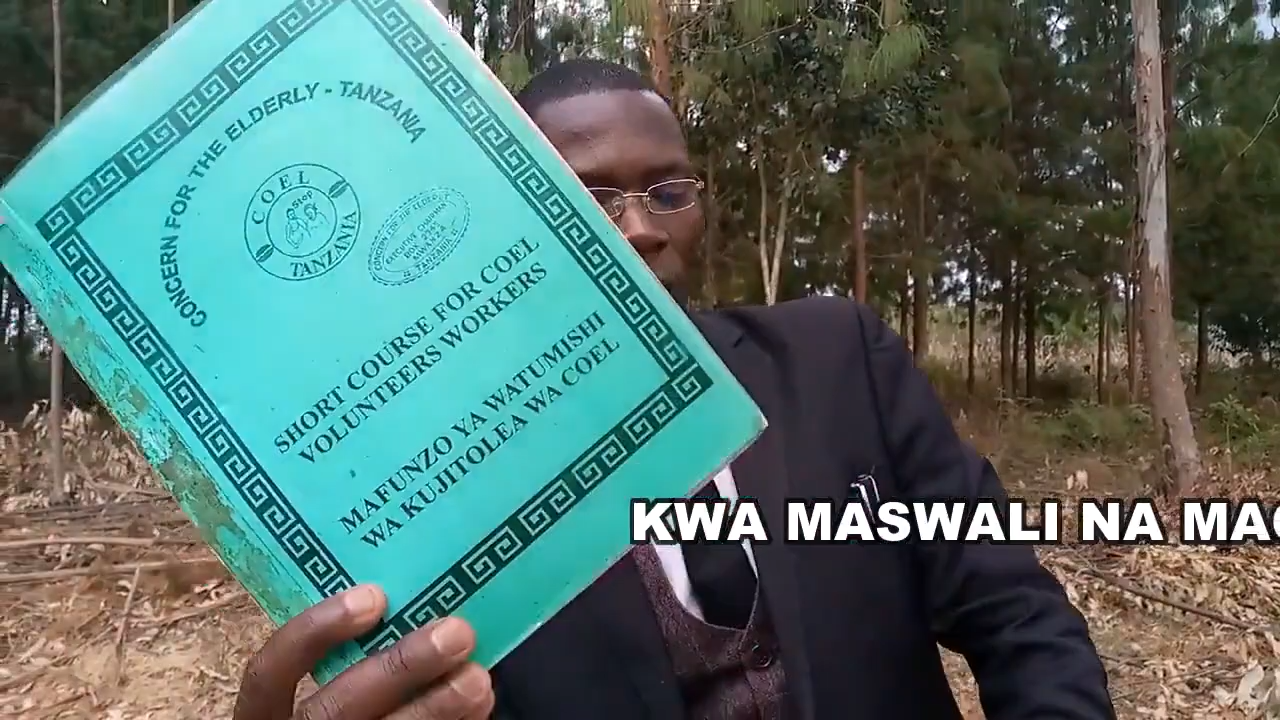 CONCERN FOR THE ELDERLY - TANZANIA
COEL
TANZANIA
SHORT COURSE FOR COEL
VOLUNTEERS WORKERS
MAFUNZO YA WATUMISHI
WA KUJITOLEA WA COEL
KWA MASWALI NA